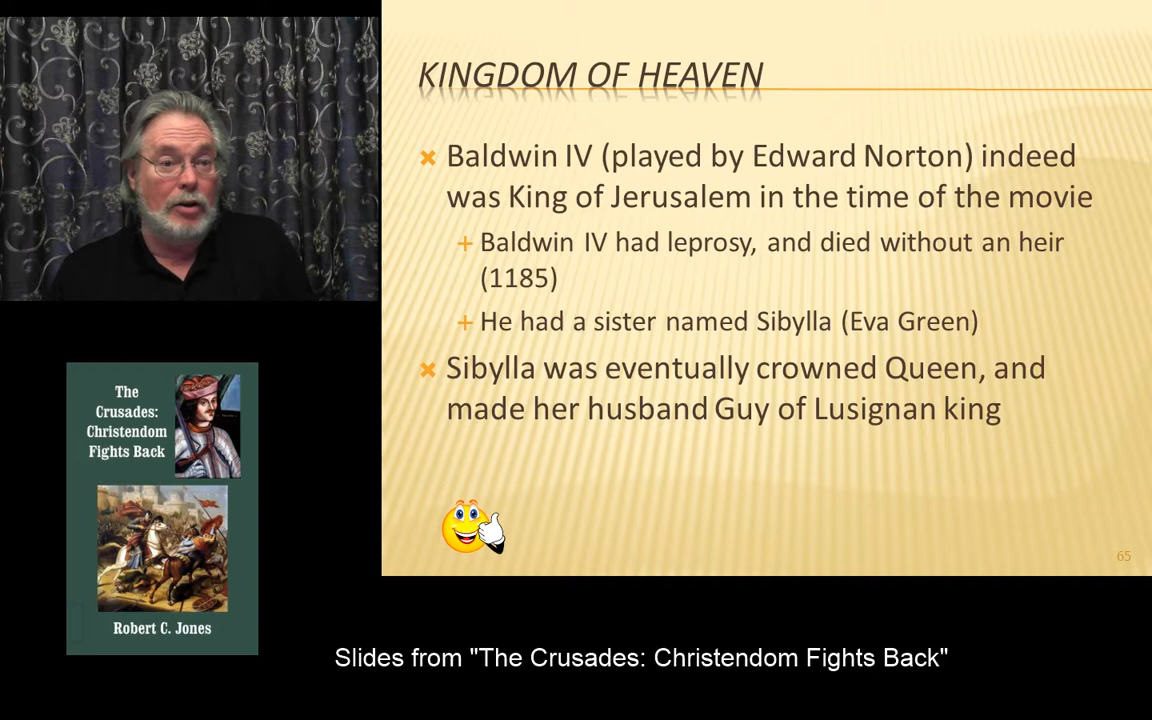 KINGDOM OF HEAVEN
Baldwin IV (played by Edward Norton) indeed
was King of Jerusalem in the time of the movie
Baldwin IV had leprosy, and died without an heir
(1185)
He had a sister named Sibylla (Eva Green)
Sibylla was eventually crowned Queen, and
made her husband Guy of Lusignan king
65
The
Crusades:
Christendom
Fights Back
Robert C. Jones
Slides from "The Crusades: Christendom Fights Back"